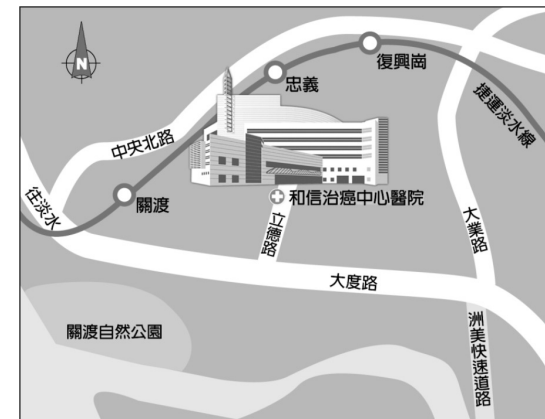 N
復興崗
忠義
捷運淡水線
中央北路
關渡
往淡水
和信治癌中心醫院
立德路
大業路
大度路
關渡自然公園
洲美快速道路